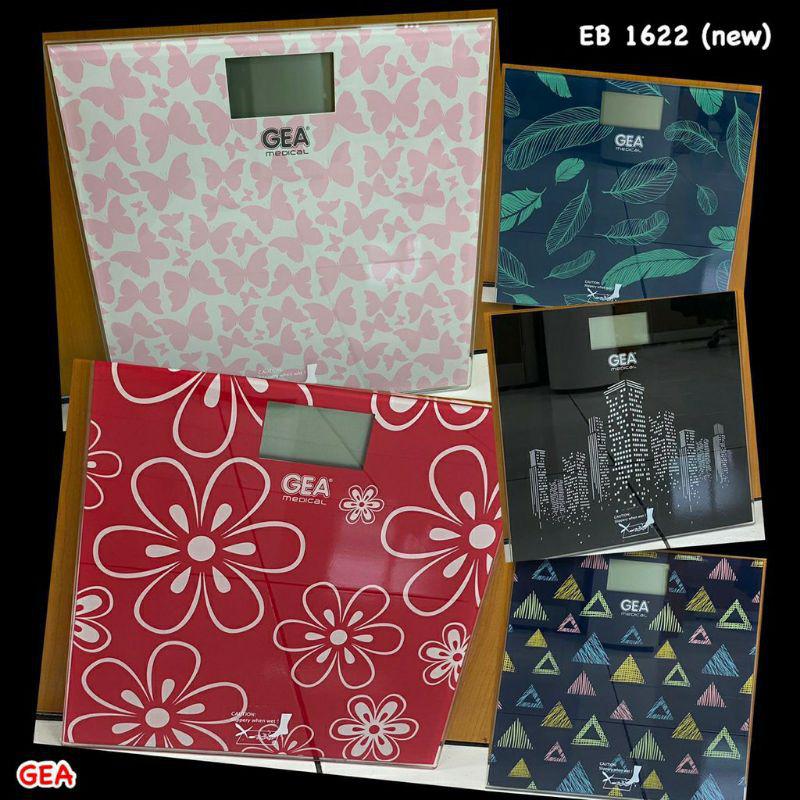 EB 1622 (new)
GEA®
medical
GEA
medical
GEA
medical
GEA
medical
CAUTION:
Slippery when wet !
GEA
medical
GEA